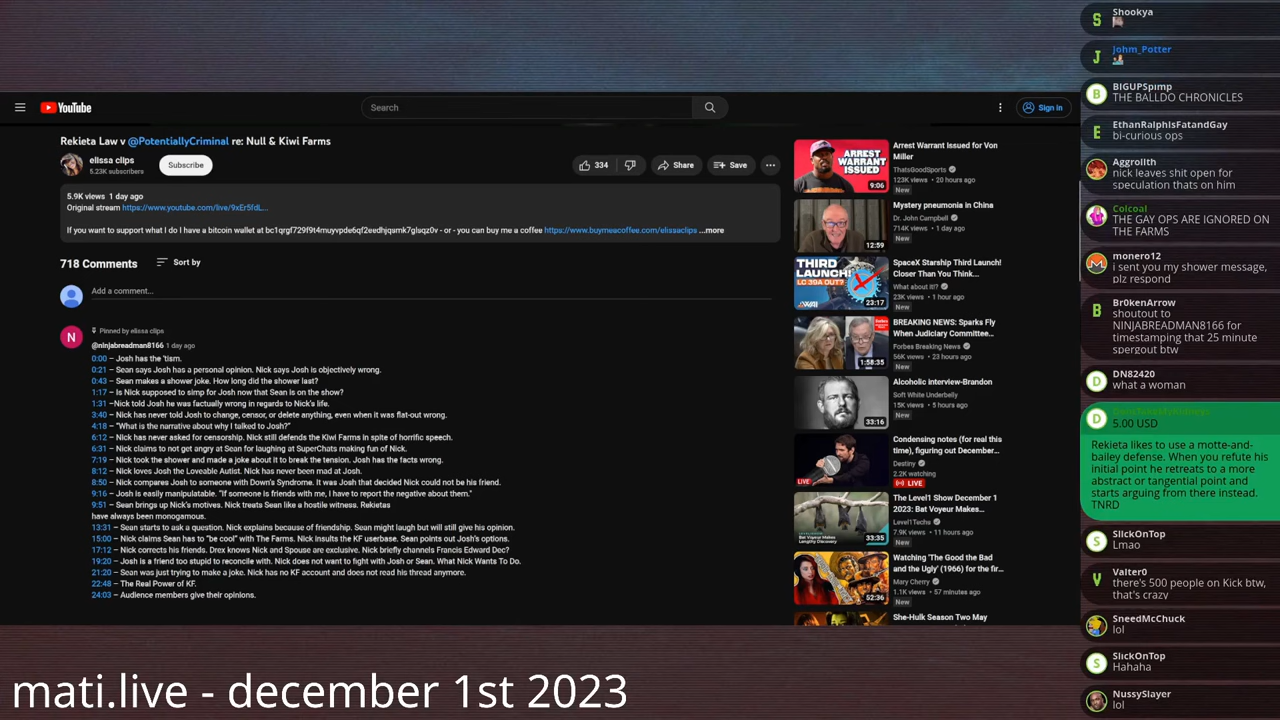 YouTube
Search
Sign in
Rekieta Law v @PotentiallyCriminal re: Null & Kiwi Farms
elissa clips
5.23K subscribers
Subscribe
334
Share
Save
5.9K views 1 day ago
Original stream https://www.youtube.com/live/9xEr5fdL...
If you want to support what I do I have a bitcoin wallet at bc1qrgf729f9t4muyvpde6qf2eedhjqsmk7glsqz0v - or - you can buy me a coffee https://www.buymeacoffee.com/elissaclips ...more
718 Comments
Sort by
Add a comment...
N
Pinned by elissa clips
@ninjabreadman8166 1 day ago
0:00 – Josh has the 'tism.
0:21 – Sean says Josh has a personal opinion. Nick says Josh is objectively wrong.
0:43 – Sean makes a shower joke. How long did the shower last?
1:17 – Is Nick supposed to simp for Josh now that Sean is on the show?
1:31 –Nick told Josh he was factually wrong in regards to Nick's life.
3:40 – Nick has never told Josh to change, censor, or delete anything, even when it was flat-out wrong.
4:18 – "What is the narrative about why I talked to Josh?"
6:12 – Nick has never asked for censorship. Nick still defends the Kiwi Farms in spite of horrific speech.
6:31 – Nick claims to not get angry at Sean for laughing at SuperChats making fun of Nick.
7:19 – Nick took the shower and made a joke about it to break the tension. Josh has the facts wrong.
8:12 – Nick loves Josh the Loveable Autist. Nick has never been mad at Josh.
8:50 – Nick compares Josh to someone with Down's Syndrome. It was Josh that decided Nick could not be his friend.
9:16 – Josh is easily manipulatable. "If someone is friends with me, I have to report the negative about them."
9:51 – Sean brings up Nick's motives. Nick treats Sean like a hostile witness. Rekietas
have always been monogamous.
13:31 – Sean starts to ask a question. Nick explains because of friendship. Sean might laugh but will still give his opinion.
15:00 – Nick claims Sean has to "be cool" with The Farms. Nick insults the KF userbase. Sean points out Josh's options.
17:12 – Nick corrects his friends. Drex knows Nick and Spouse are exclusive. Nick briefly channels Francis Edward Dec?
19:20 – Josh is a friend too stupid to reconcile with. Nick does not want to fight with Josh or Sean. What Nick Wants To Do.
21:20 – Sean was just trying to make a joke. Nick has no KF account and does not read his thread anymore.
22:48 – The Real Power of KF.
24:03 – Audience members give their opinions.
ARREST
WARRANT
ISSUED
9:06
Arrest Warrant Issued for Von
Miller
ThatsGoodSports
123K views • 20 hours ago
New
12:59
Mystery pneumonia in China
Dr. John Campbell
714K views • 1 day ago
New
THIRD
LAUNCH!
LC 39A OUT?
23:17
SpaceX Starship Third Launch!
Closer Than You Think...
What about it!?
23K views • 1 hour ago
New
1:58:35
BREAKING NEWS: Sparks Fly
When Judiciary Committee...
Forbes Breaking News
56K views • 23 hours ago
New
33:16
Alcoholic interview-Brandon
Soft White Underbelly
15K views • 5 hours ago
New
LIVE
Condensing notes (for real this
time), figuring out December...
Destiny
2.2K watching
LIVE
33:35
The Level1 Show December 1
2023: Bat Voyeur Makes...
Level1Techs
7.9K views • 11 hours ago
New
52:36
Watching 'The Good the Bad
and the Ugly' (1966) for the fir...
Mary Cherry
1.1K views • 57 minutes ago
New
She-Hulk Season Two May
S
Shookya
J
Johm_Potter
B
BIGUPSpimp
THE BALLDO CHRONICLES
E
EthanRalphIsFatandGay
bi-curious ops
Aggrolith
nick leaves shit open for
speculation thats on him
Colcoal
THE GAY OPS ARE IGNORED ON
THE FARMS
monero12
i sent you my shower message,
plz respond
B
Br0kenArrow
shoutout to
NINJABREADMAN8166 for
timestamping that 25 minute
spergout btw
D
DN82420
what a woman
D
5.00 USD
Rekieta likes to use a motte-and-
bailey defense. When you refute his
initial point he retreats to a more
abstract or tangential point and
starts arguing from there instead.
TNRD
S
SlickOnTop
Lmao
V
Valter0
there's 500 people on Kick btw,
that's crazy
SneedMcChuck
lol
S
SlickOnTop
Hahaha
NussySlayer
lol
mati.live - december 1st 2023